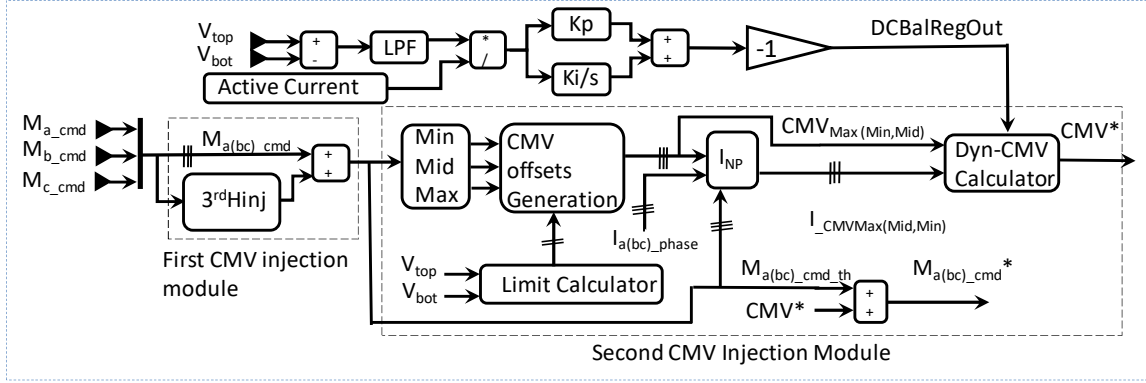 V_top
V_bot
+
-
LPF
*
/
Kp
Ki/s
+
+
-1
DCBalRegOut
Active Current
M_a_cmd
M_b_cmd
M_c_cmd
M_a(bc)_cmd
3rdHinj
+
+
First CMV injection
module
Min
Mid
Max
CMV
offsets
Generation
I_NP
CMV_Max (Min,Mid)
Dyn-CMV
Calculator
CMV*
I_a(bc)_phase
I_CMVMax(Mid,Min)
V_top
V_bot
Limit Calculator
M_a(bc)_cmd_th
CMV*
+
+
M_a(bc)_cmd*
Second CMV Injection Module